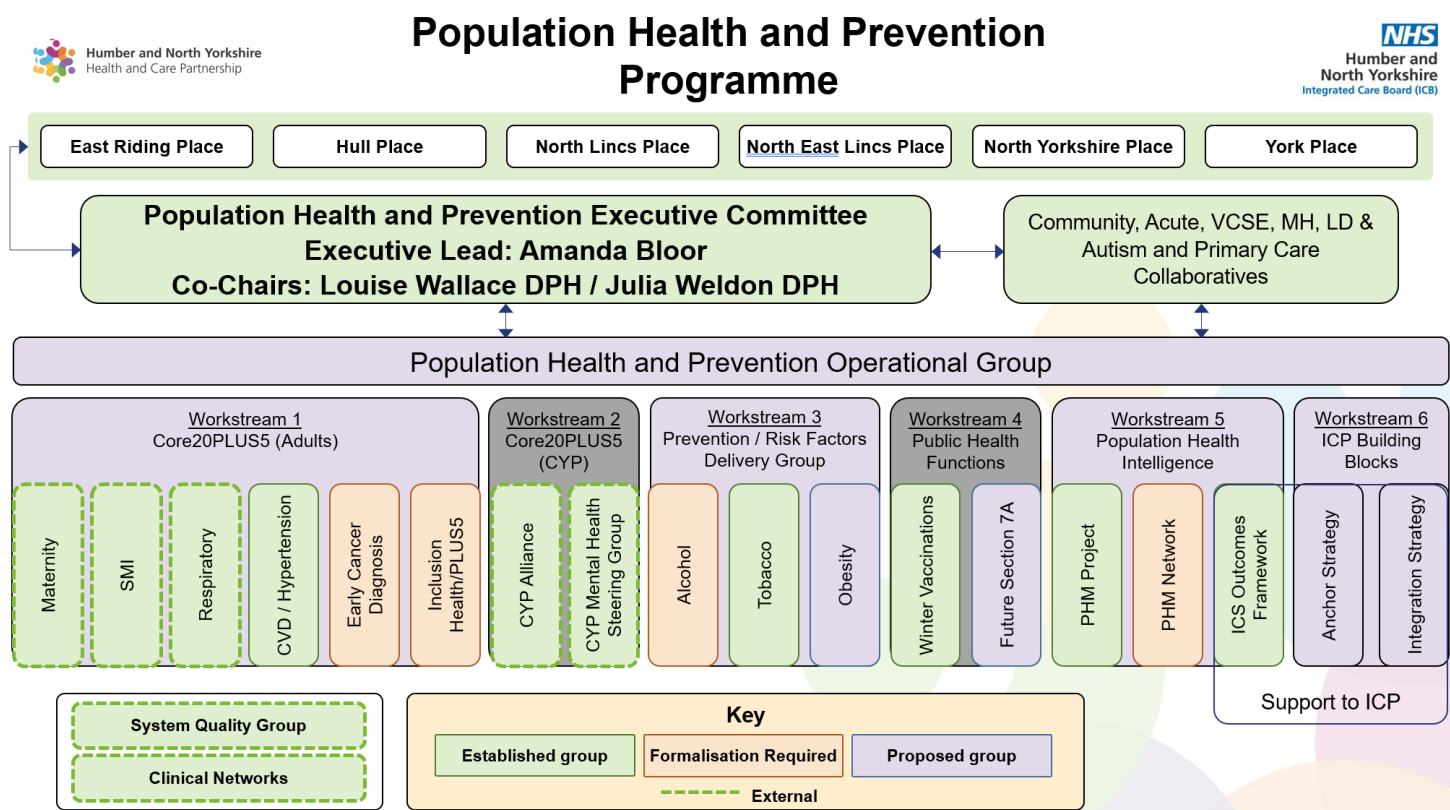 Population Health and Prevention
Programme
Humber and North Yorkshire
Health and Care Partnership
NHS
Humber and
North Yorkshire
Integrated Care Board (ICB)
East Riding Place
Hull Place
North Lincs Place
North East Lincs Place
North Yorkshire Place
York Place
Population Health and Prevention Executive Committee
Executive Lead: Amanda Bloor
Co-Chairs: Louise Wallace DPH / Julia Weldon DPH
Community, Acute, VCSE, MH, LD &
Autism and Primary Care
Collaboratives
Population Health and Prevention Operational Group
Workstream 1
Core20PLUS5 (Adults)
Maternity
SMI
Respiratory
CVD / Hypertension
Early Cancer
Diagnosis
Inclusion
Health/PLUS5
Workstream 2
Core20PLUS5
(CYP)
CYP Alliance
CYP Mental Health
Steering Group
Workstream 3
Prevention / Risk Factors
Delivery Group
Alcohol
Tobacco
Obesity
Workstream 4
Public Health
Functions
Winter Vaccinations
Future Section 7A
Workstream 5
Population Health
Intelligence
PHM Project
PHM Network
ICS Outcomes
Framework
Workstream 6
ICP Building
Blocks
Anchor Strategy
Integration Strategy
Support to ICP
System Quality Group
Clinical Networks
Key
Established group
Formalisation Required
Proposed group
External